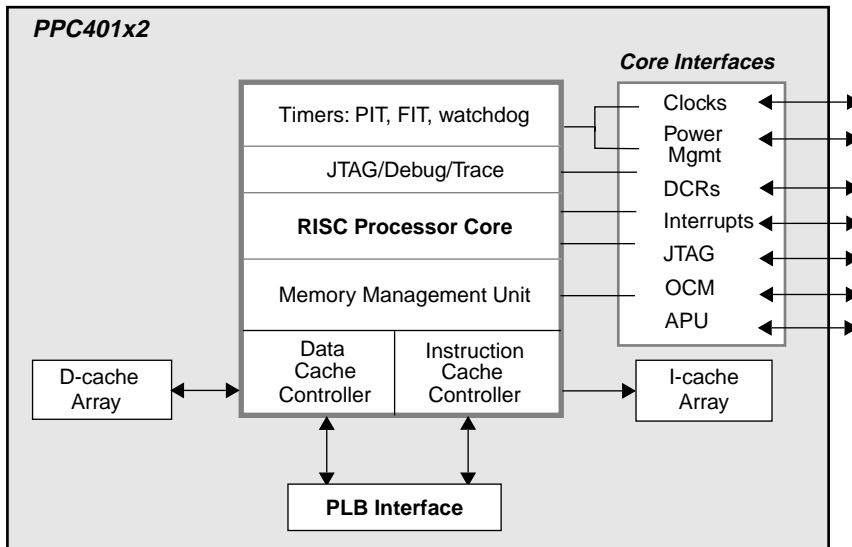 PPC401x2
Core Interfaces
Timers: PIT, FIT, watchdog
JTAG/Debug/Trace
RISC Processor Core
Memory Management Unit
Data
Cache
Controller
Instruction
Cache
Controller
Clocks
Power
Mgmt
DCRs
Interrupts
JTAG
OCM
APU
D-cache
Array
I-cache
Array
PLB Interface